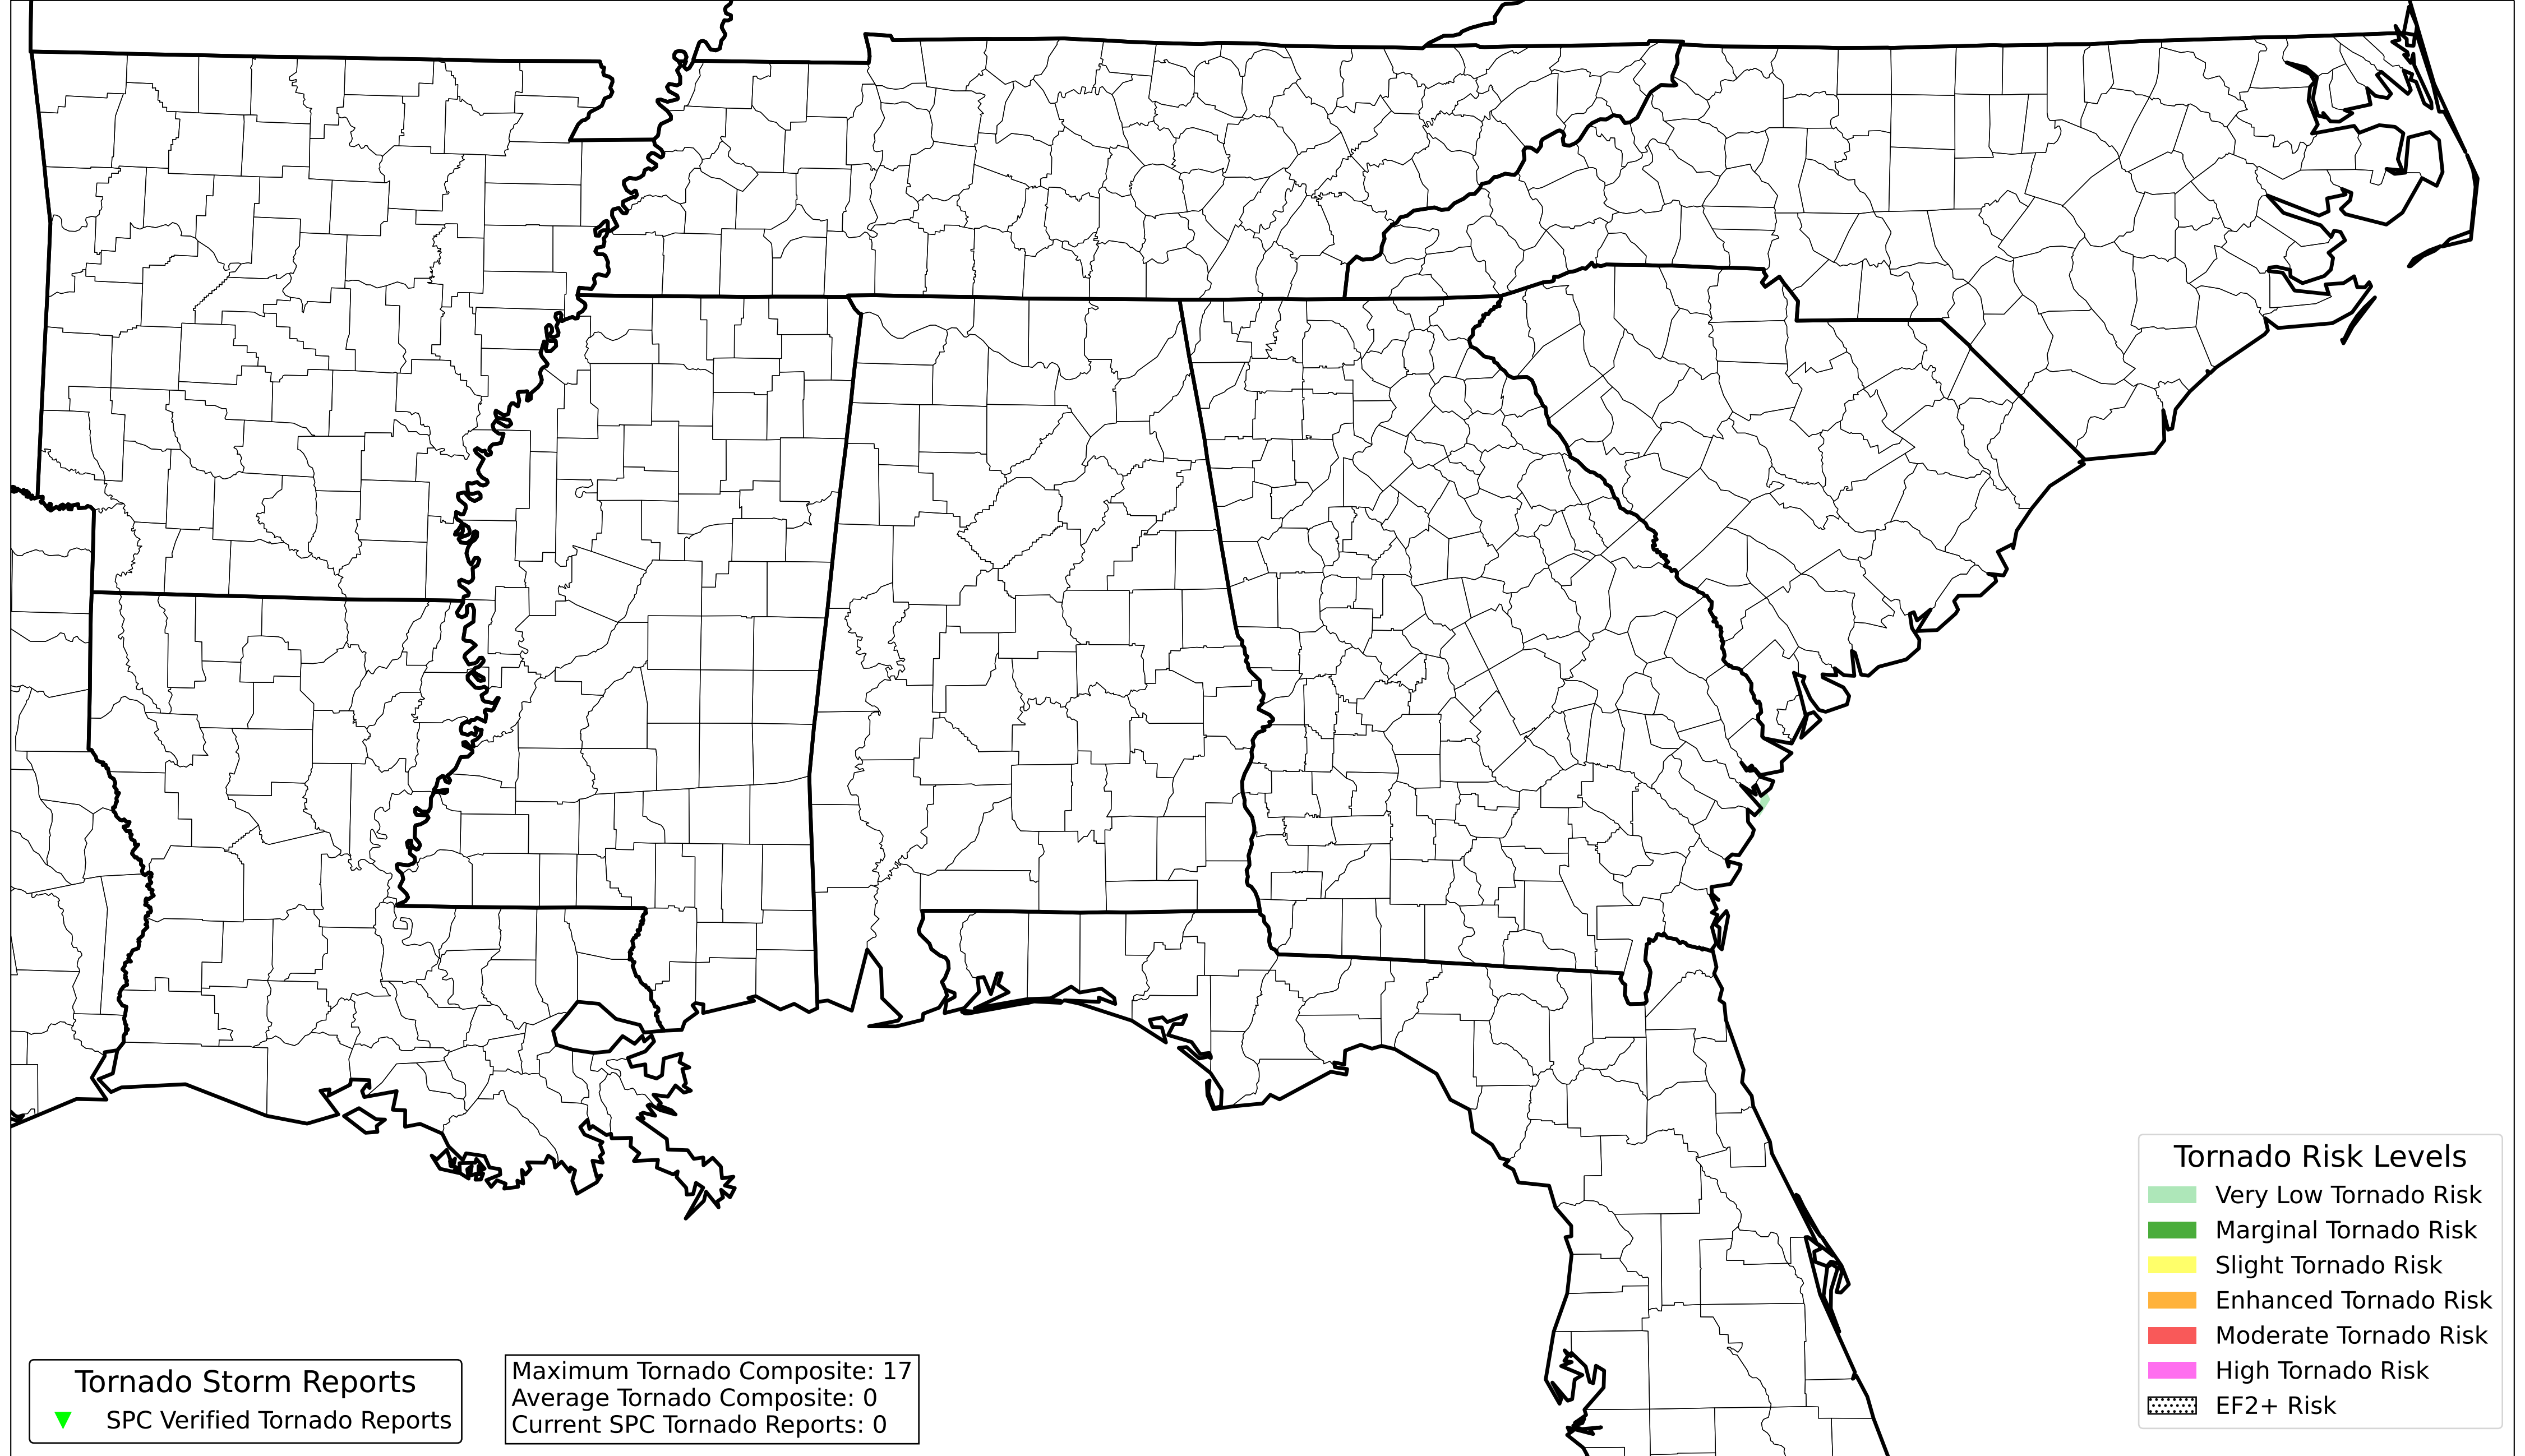 Tornado Risk Levels
Very Low Tornado Risk
Marginal Tornado Risk
Slight Tornado Risk
Enhanced Tornado Risk
Moderate Tornado Risk
High Tornado Risk
EF2+ Risk
Tornado Storm Reports
SPC Verified Tornado Reports
Maximum Tornado Composite: 17
Average Tornado Composite: 0
Current SPC Tornado Reports: 0